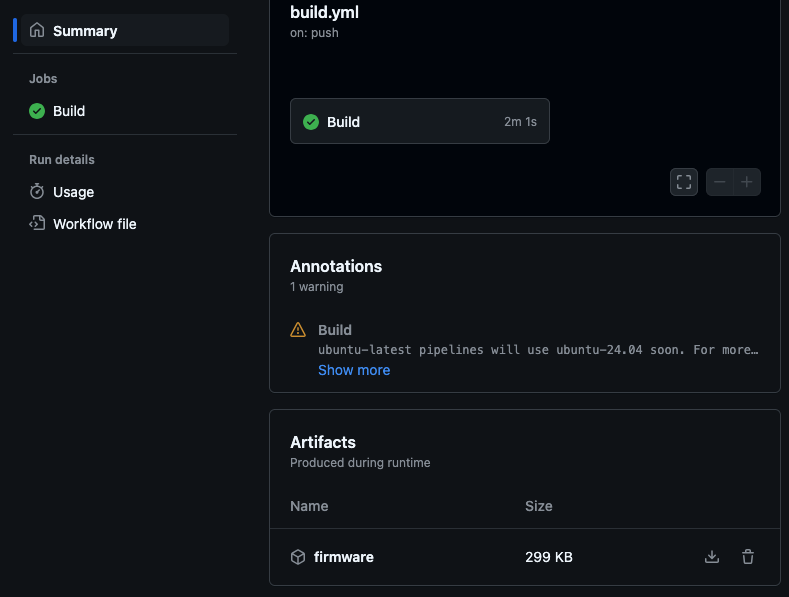 Summary
Jobs
Build
Run details
Usage
Workflow file
build.yml
on: push
Build 2m 1s
Annotations
1 warning
Build
ubuntu-latest pipelines will use ubuntu-24.04 soon. For more…
Show more
Artifacts
Produced during runtime
Name Size
firmware 299 KB